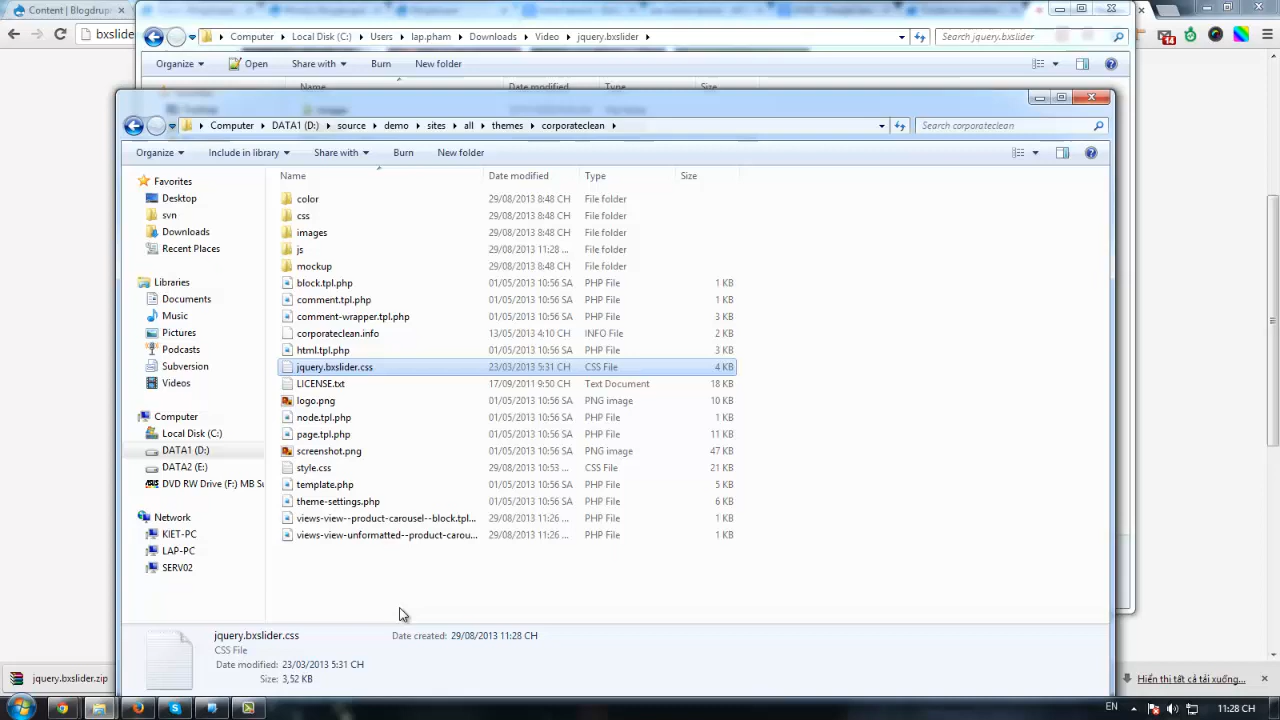 Content | Blogdrup
bxslide
Computer Local Disk (C:) Users lap.pham Downloads Video jquery.bxslider
Search jquery.bxslider
14
Organize Open Share with Burn New folder
Name Date modified Type Size
Computer DATA1 (D:) source demo sites all themes corporateclean
Search corporateclean
Organize Include in library Share with Burn New folder
Name Date modified Type Size
Favorites
Desktop
svn
Downloads
Recent Places
Libraries
Documents
Music
Pictures
Podcasts
Subversion
Videos
Computer
Local Disk (C:)
DATA1 (D:)
DATA2 (E:)
DVD RW Drive (F:) MB Su
Network
KIET-PC
LAP-PC
SERV02
color 29/08/2013 8:48 CH File folder
css 29/08/2013 8:48 CH File folder
images 29/08/2013 8:48 CH File folder
js 29/08/2013 11:28 ... File folder
mockup 29/08/2013 8:48 CH File folder
block.tpl.php 01/05/2013 10:56 SA PHP File 1 KB
comment.tpl.php 01/05/2013 10:56 SA PHP File 1 KB
comment-wrapper.tpl.php 01/05/2013 10:56 SA PHP File 3 KB
corporateclean.info 13/05/2013 4:10 CH INFO File 2 KB
html.tpl.php 01/05/2013 10:56 SA PHP File 3 KB
jquery.bxslider.css 23/03/2013 5:31 CH CSS File 4 KB
LICENSE.txt 17/09/2011 9:50 CH Text Document 18 KB
logo.png 01/05/2013 10:56 SA PNG image 10 KB
node.tpl.php 01/05/2013 10:56 SA PHP File 1 KB
page.tpl.php 01/05/2013 10:56 SA PHP File 11 KB
screenshot.png 01/05/2013 10:56 SA PNG image 47 KB
style.css 29/08/2013 10:53 ... CSS File 21 KB
template.php 01/05/2013 10:56 SA PHP File 5 KB
theme-settings.php 01/05/2013 10:56 SA PHP File 6 KB
views-view--product-carousel--block.tpl... 29/08/2013 11:26 ... PHP File 1 KB
views-view-unformatted--product-carou... 29/08/2013 11:26 ... PHP File 1 KB
jquery.bxslider.css Date created: 29/08/2013 11:28 CH
CSS File
Date modified: 23/03/2013 5:31 CH
Size: 3,52 KB
jquery.bxslider.zip
Hiển thị tất cả tải xuống...
EN 11:28 CH